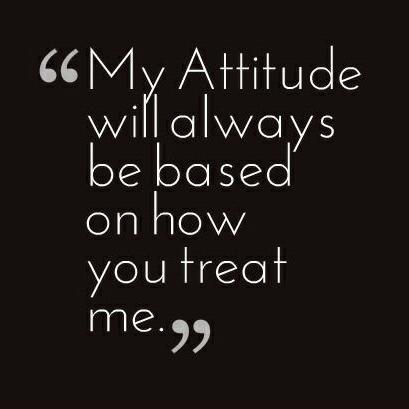 “My Attitude
will always
be based
on how
you treat
me.”